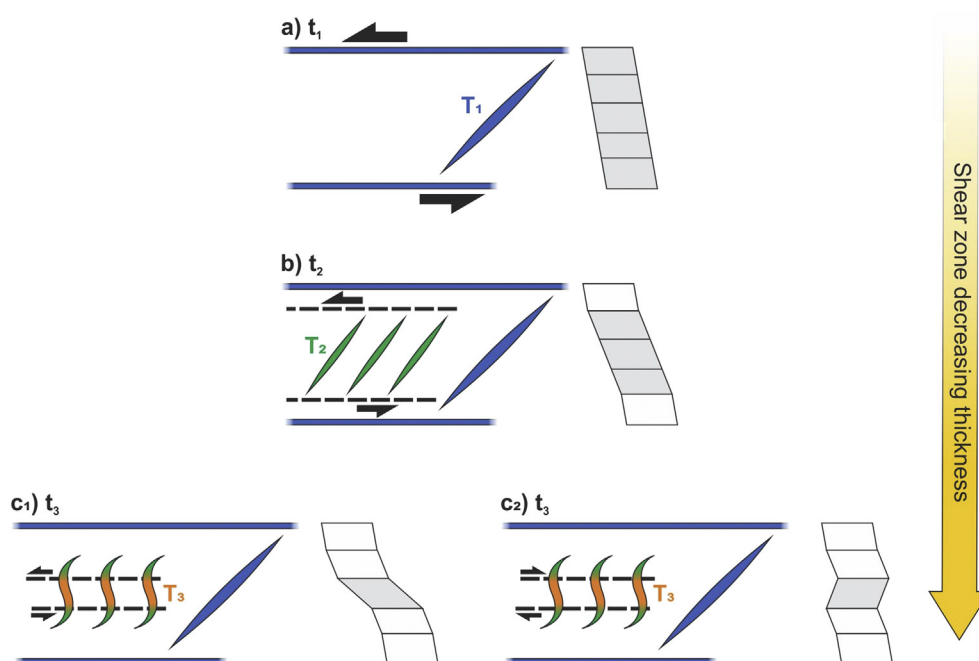 a) t₁
T₁
b) t₂
T₂
c₁) t₃
T₃
c₂) t₃
T₃
Shear zone decreasing thickness